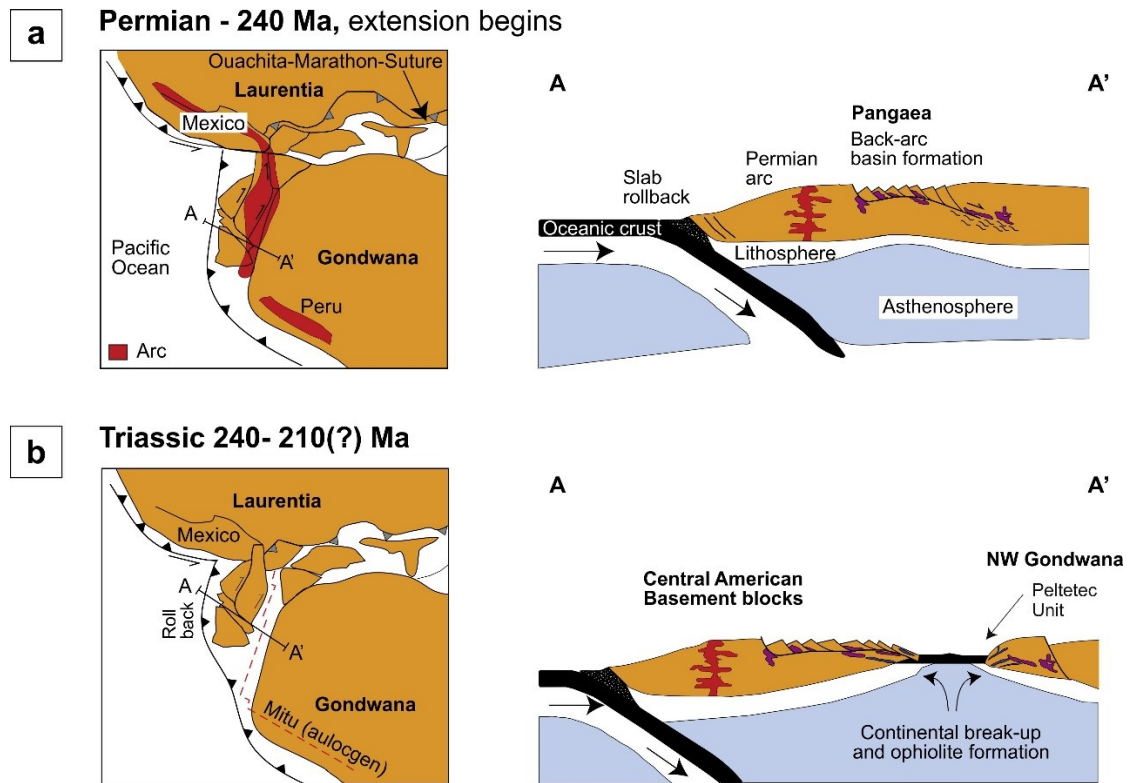 a
Permian - 240 Ma, extension begins
Ouachita-Marathon-Suture
Laurentia
Mexico
A
A'
Pacific
Ocean
Gondwana
Peru
Arc
A
A'
Pangaea
Back-arc
basin formation
Permian
arc
Slab
rollback
Oceanic crust
Lithosphere
Asthenosphere
b
Triassic 240- 210(?) Ma
Laurentia
Mexico
A
Roll
back
A'
Gondwana
Mitu (aulocgen)
A
A'
NW Gondwana
Central American
Basement blocks
Peltetec
Unit
Continental break-up
and ophiolite formation